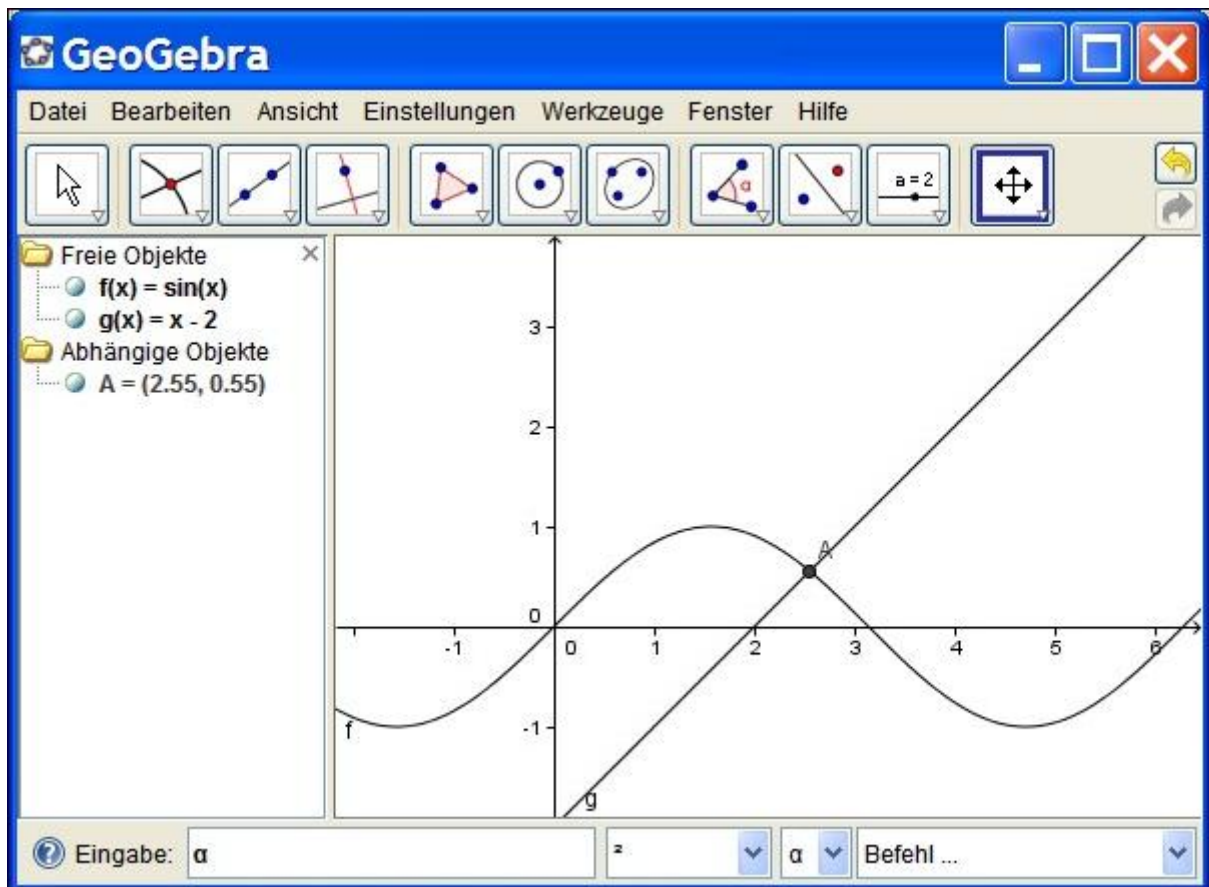 GeoGebra
Datei Bearbeiten Ansicht Einstellungen Werkzeuge Fenster Hilfe
α a = 2
Freie Objekte
f(x) = sin(x)
g(x) = x - 2
Abhängige Objekte
A = (2.55, 0.55)
3
2
1
A
0
-1 0 1 2 3 4 5 6
f
-1
g
Eingabe: α ² α Befehl ...